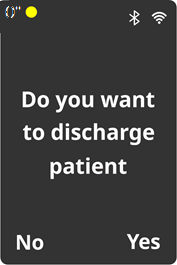 Do you want
to discharge
patient
No Yes